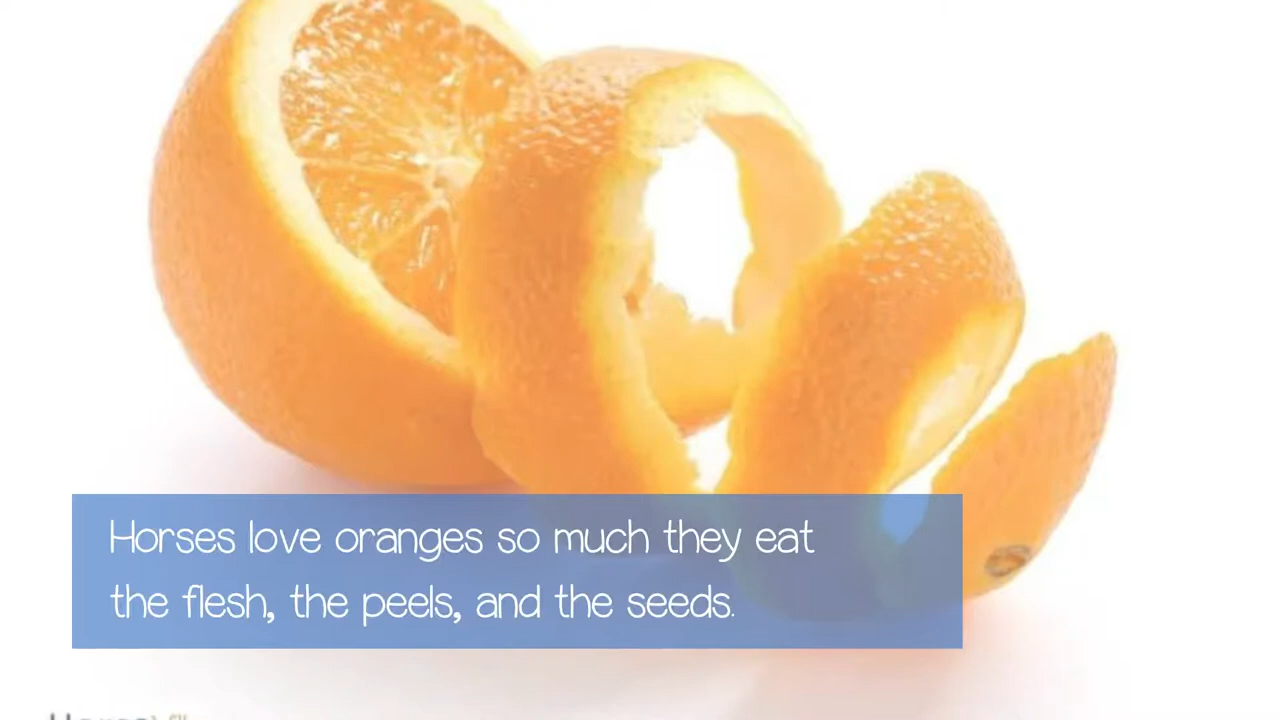 Horses love oranges so much they eat
the flesh, the peels, and the seeds.